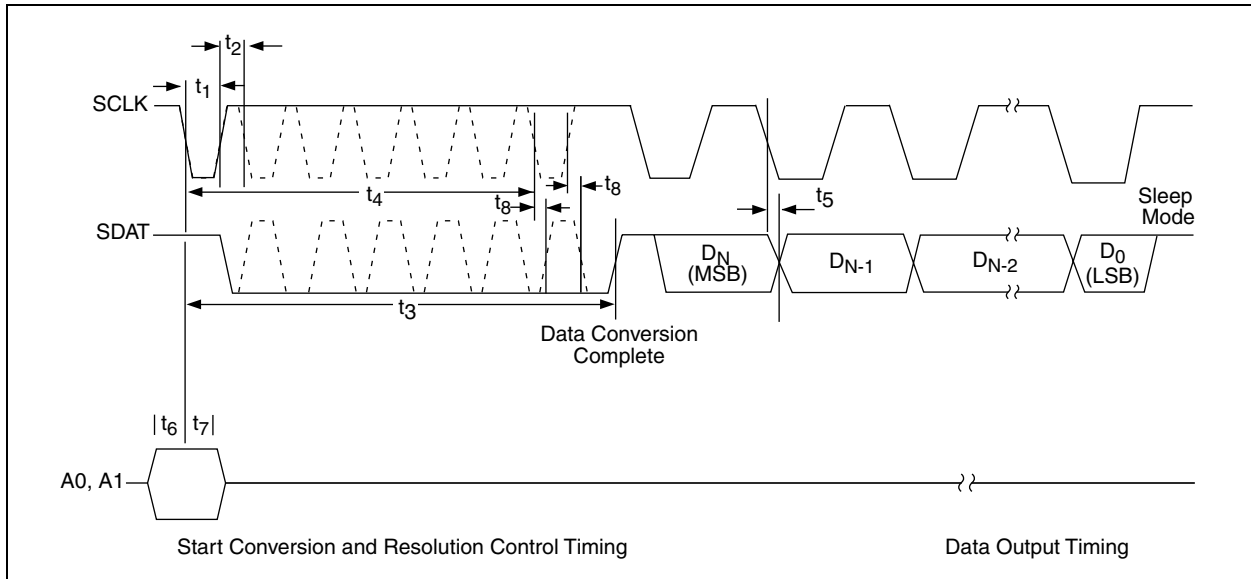 t2
t1
SCLK
t4
t8
t8
t5
Sleep
Mode
SDAT
DN
(MSB)
DN-1
DN-2
D0
(LSB)
t3
Data Conversion
Complete
t6
t7
A0, A1
Start Conversion and Resolution Control Timing
Data Output Timing